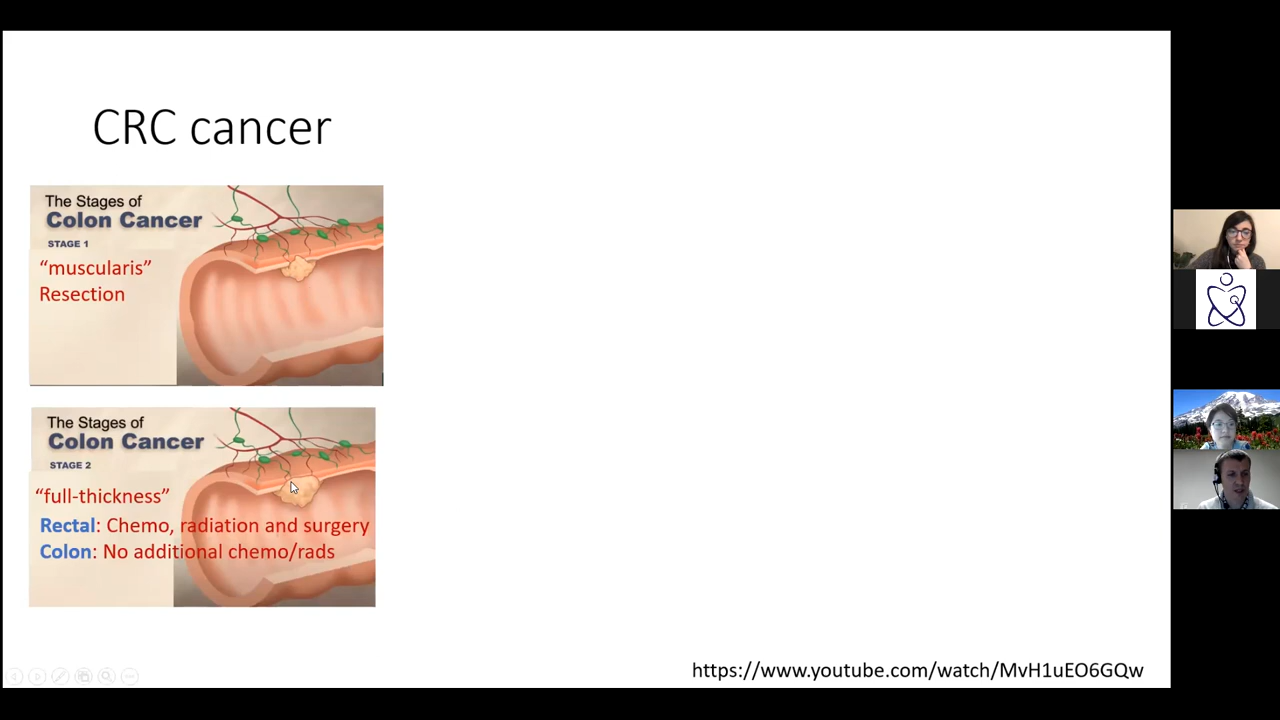 CRC cancer
The Stages of
Colon Cancer
STAGE 1
“muscularis”
Resection
The Stages of
Colon Cancer
STAGE 2
“full-thickness”
Rectal: Chemo, radiation and surgery
Colon: No additional chemo/rads
https://www.youtube.com/watch/MvH1uEO6GQw